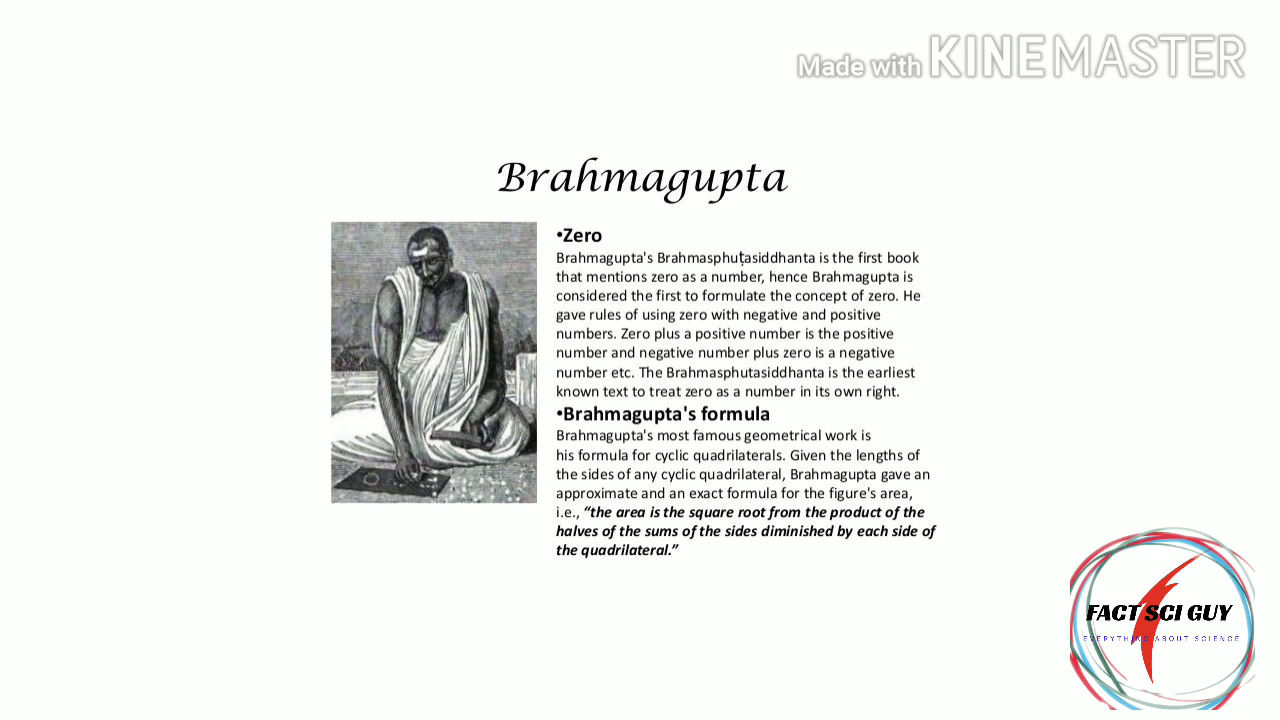 Made with KINEMASTER
Brahmagupta
•Zero
Brahmagupta's Brahmasphuṭasiddhanta is the first book
that mentions zero as a number, hence Brahmagupta is
considered the first to formulate the concept of zero. He
gave rules of using zero with negative and positive
numbers. Zero plus a positive number is the positive
number and negative number plus zero is a negative
number etc. The Brahmasphutasiddhanta is the earliest
known text to treat zero as a number in its own right.
•Brahmagupta's formula
Brahmagupta's most famous geometrical work is
his formula for cyclic quadrilaterals. Given the lengths of
the sides of any cyclic quadrilateral, Brahmagupta gave an
approximate and an exact formula for the figure's area,
i.e., “the area is the square root from the product of the
halves of the sums of the sides diminished by each side of
the quadrilateral.”
FACT SCI GUY
EVERYTHING ABOUT SCIENCE